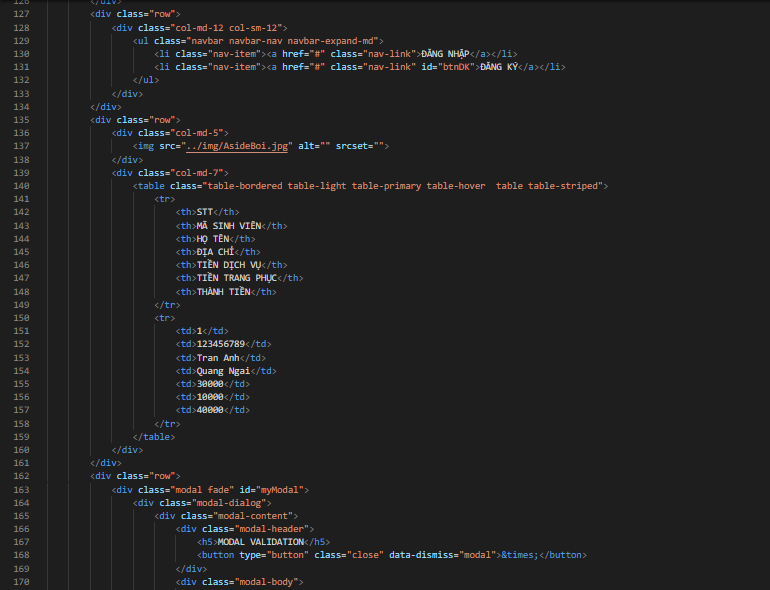 126 </div>
127 <div class="row">
128 <div class="col-md-12 col-sm-12">
129 <ul class="navbar navbar-nav navbar-expand-md">
130 <li class="nav-item"><a href="#" class="nav-link">ĐĂNG NHẬP</a></li>
131 <li class="nav-item"><a href="#" class="nav-link" id="btnDK">ĐĂNG KÝ</a></li>
132 </ul>
133 </div>
134 </div>
135 <div class="row">
136 <div class="col-md-5">
137 <img src="../img/AsideBoi.jpg" alt="" srcset="">
138 </div>
139 <div class="col-md-7">
140 <table class="table-bordered table-light table-primary table-hover  table table-striped">
141 <tr>
142 <th>STT</th>
143 <th>MÃ SINH VIÊN</th>
144 <th>HỌ TÊN</th>
145 <th>ĐỊA CHỈ</th>
146 <th>TIỀN DỊCH VỤ</th>
147 <th>TIỀN TRANG PHỤC</th>
148 <th>THÀNH TIỀN</th>
149 </tr>
150 <tr>
151 <td>1</td>
152 <td>123456789</td>
153 <td>Tran Anh</td>
154 <td>Quang Ngai</td>
155 <td>30000</td>
156 <td>10000</td>
157 <td>40000</td>
158 </tr>
159 </table>
160 </div>
161 </div>
162 <div class="row">
163 <div class="modal fade" id="myModal">
164 <div class="modal-dialog">
165 <div class="modal-content">
166 <div class="modal-header">
167 <h5>MODAL VALIDATION</h5>
168 <button type="button" class="close" data-dismiss="modal">&times;</button>
169 </div>
170 <div class="modal-body">